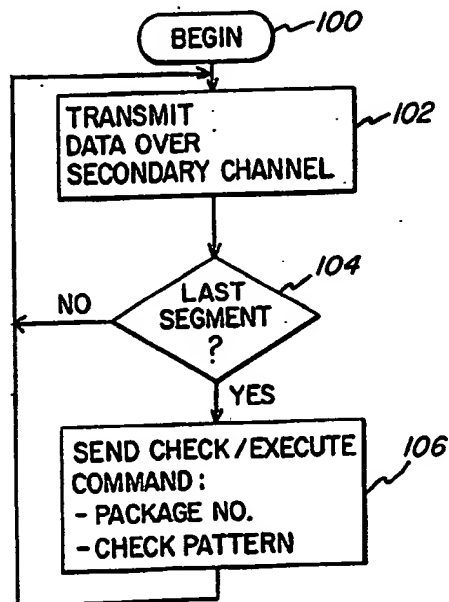 BEGIN
100
TRANSMIT
DATA OVER
SECONDARY CHANNEL
102
LAST
SEGMENT
?
104
NO
YES
SEND CHECK/EXECUTE
COMMAND:
- PACKAGE NO.
- CHECK PATTERN
106